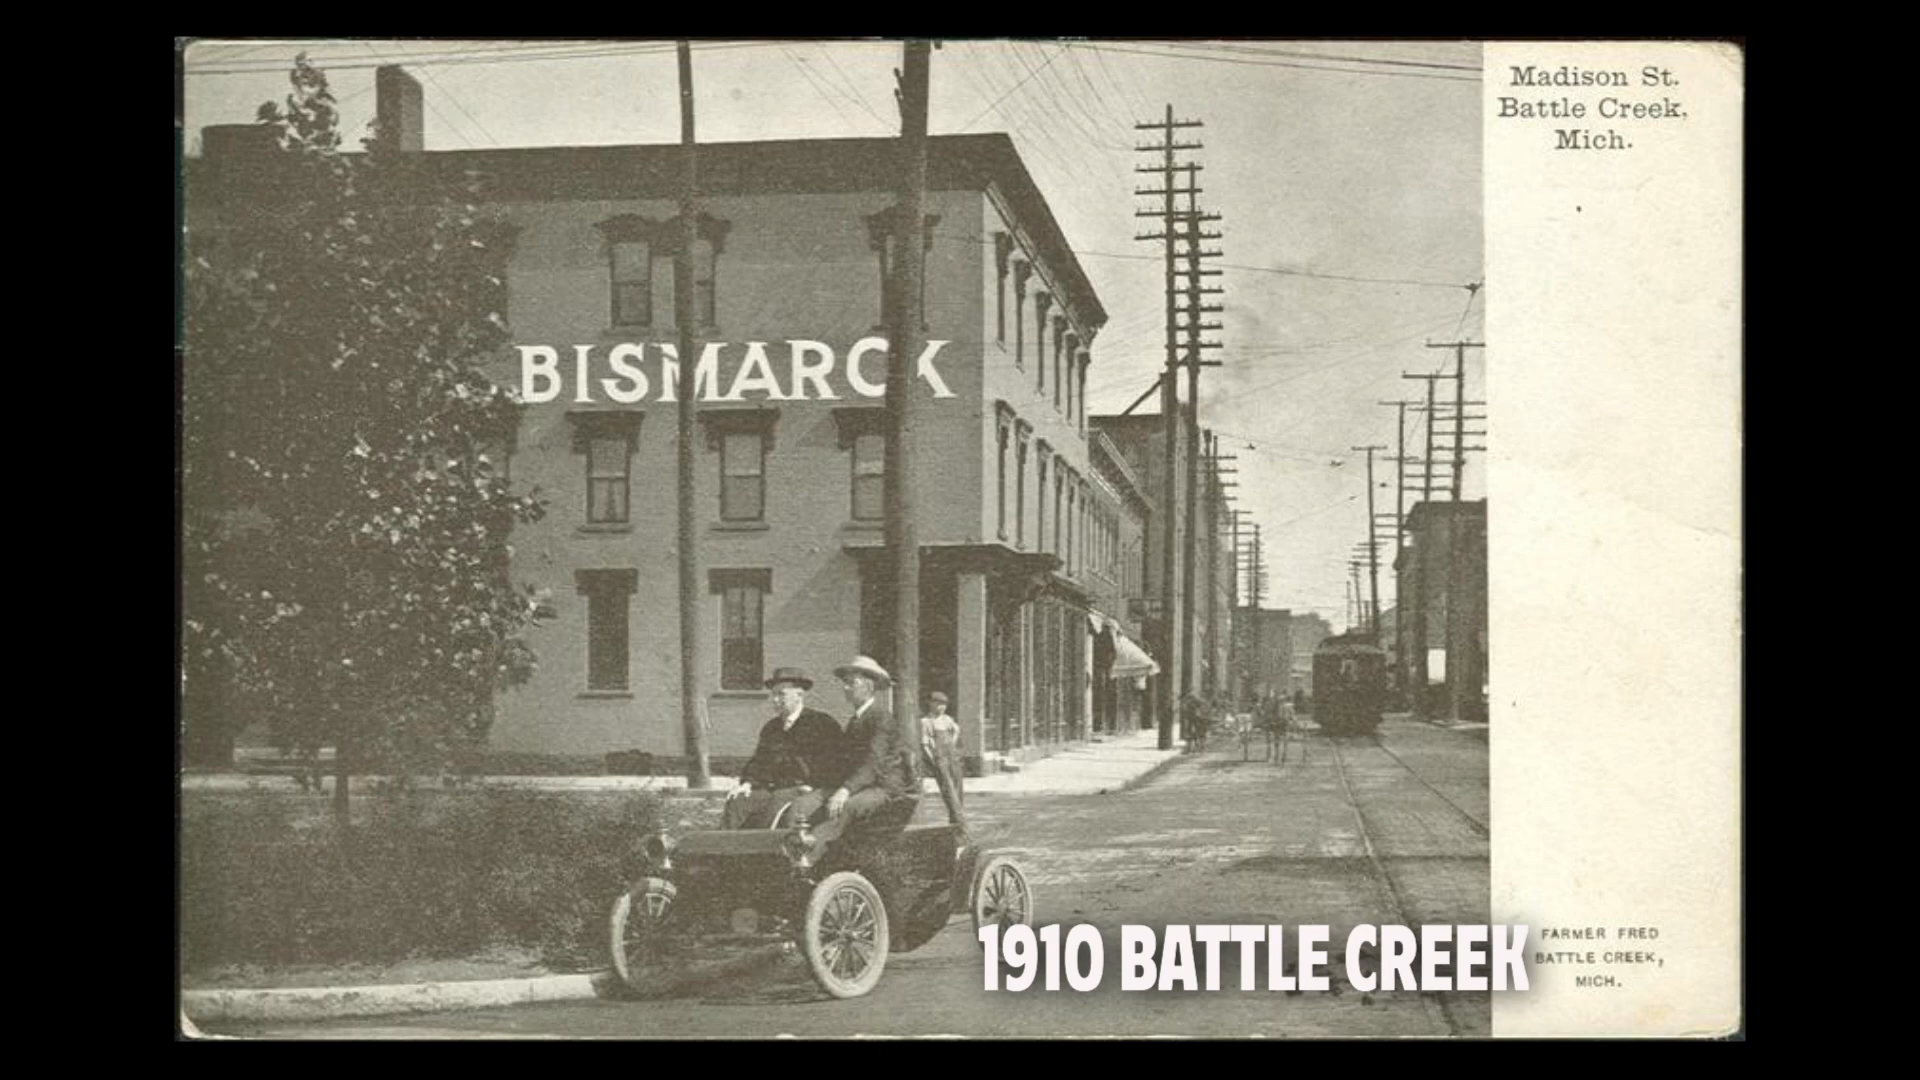 Madison St.
Battle Creek,
Mich.
BISMARCK
1910 BATTLE CREEK
FARMER FRED
BATTLE CREEK,
MICH.